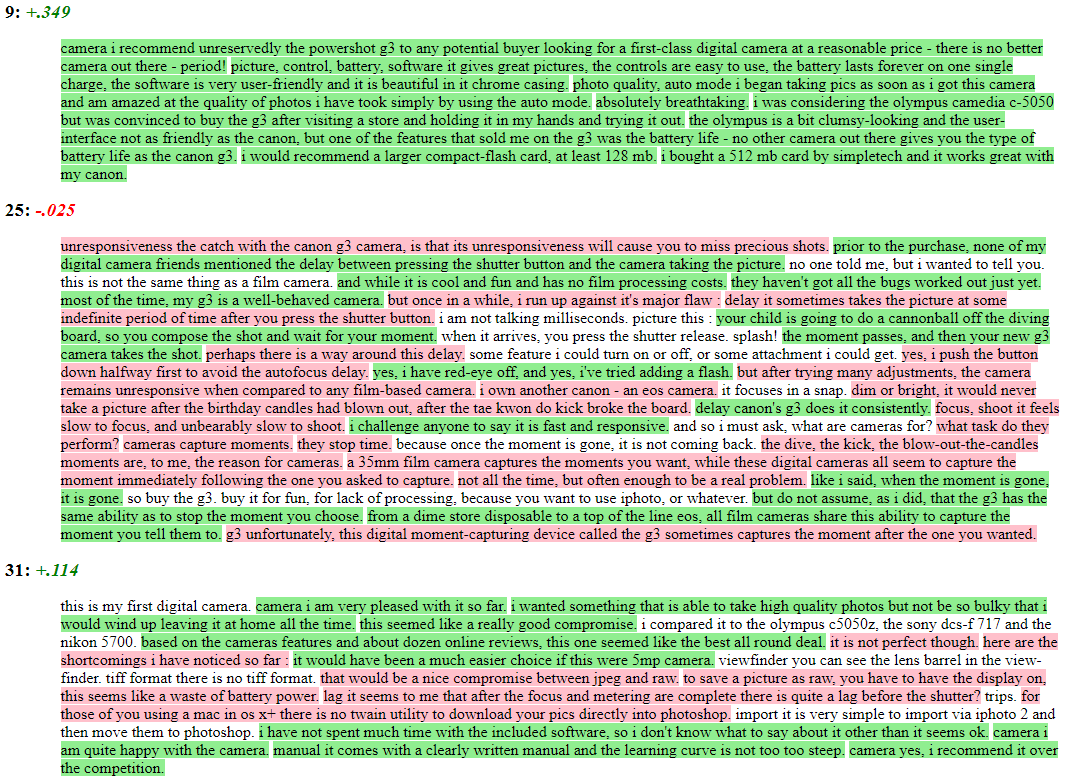 9: +.349
camera i recommend unreservedly the powershot g3 to any potential buyer looking for a first-class digital camera at a reasonable price - there is no better
camera out there - period! picture, control, battery, software it gives great pictures, the controls are easy to use, the battery lasts forever on one single
charge, the software is very user-friendly and it is beautiful in it chrome casing. photo quality, auto mode i began taking pics as soon as i got this camera
and am amazed at the quality of photos i have took simply by using the auto mode. absolutely breathtaking. i was considering the olympus camedia c-5050
but was convinced to buy the g3 after visiting a store and holding it in my hands and trying it out. the olympus is a bit clumsy-looking and the user-
interface not as friendly as the canon, but one of the features that sold me on the g3 was the battery life - no other camera out there gives you the type of
battery life as the canon g3. i would recommend a larger compact-flash card, at least 128 mb. i bought a 512 mb card by simpletech and it works great with
my canon.
25: -.025
unresponsiveness the catch with the canon g3 camera, is that its unresponsiveness will cause you to miss precious shots. prior to the purchase, none of my
digital camera friends mentioned the delay between pressing the shutter button and the camera taking the picture. no one told me, but i wanted to tell you.
this is not the same thing as a film camera. and while it is cool and fun and has no film processing costs. they haven't got all the bugs worked out just yet.
most of the time, my g3 is a well-behaved camera. but once in a while, i run up against it's major flaw : delay it sometimes takes the picture at some
indefinite period of time after you press the shutter button. i am not talking milliseconds. picture this : your child is going to do a cannonball off the diving
board, so you compose the shot and wait for your moment. when it arrives, you press the shutter release. splash! the moment passes, and then your new g3
camera takes the shot. perhaps there is a way around this delay. some feature i could turn on or off, or some attachment i could get. yes, i push the button
down halfway first to avoid the autofocus delay. yes, i have red-eye off, and yes, i've tried adding a flash. but after trying many adjustments, the camera
remains unresponsive when compared to any film-based camera. i own another canon - an eos camera. it focuses in a snap. dim or bright, it would never
take a picture after the birthday candles had blown out, after the tae kwon do kick broke the board. delay canon's g3 does it consistently. focus, shoot it feels
slow to focus, and unbearably slow to shoot. i challenge anyone to say it is fast and responsive. and so i must ask, what are cameras for? what task do they
perform? cameras capture moments. they stop time. because once the moment is gone, it is not coming back. the dive, the kick, the blow-out-the-candles
moments are, to me, the reason for cameras. a 35mm film camera captures the moments you want, while these digital cameras all seem to capture the
moment immediately following the one you asked to capture. not all the time, but often enough to be a real problem. like i said, when the moment is gone,
it is gone. so buy the g3. buy it for fun, for lack of processing, because you want to use iphoto, or whatever. but do not assume, as i did, that the g3 has the
same ability as to stop the moment you choose. from a dime store disposable to a top of the line eos, all film cameras share this ability to capture the
moment you tell them to. g3 unfortunately, this digital moment-capturing device called the g3 sometimes captures the moment after the one you wanted.
31: +.114
this is my first digital camera. camera i am very pleased with it so far. i wanted something that is able to take high quality photos but not be so bulky that i
would wind up leaving it at home all the time. this seemed like a really good compromise. i compared it to the olympus c5050z, the sony dcs-f 717 and the
nikon 5700. based on the cameras features and about dozen online reviews, this one seemed like the best all round deal. it is not perfect though. here are the
shortcomings i have noticed so far : it would have been a much easier choice if this were 5mp camera. viewfinder you can see the lens barrel in the view-
finder. tiff format there is no tiff format. that would be a nice compromise between jpeg and raw. to save a picture as raw, you have to have the display on,
this seems like a waste of battery power. lag it seems to me that after the focus and metering are complete there is quite a lag before the shutter? trips. for
those of you using a mac in os x+ there is no twain utility to download your pics directly into photoshop. import it is very simple to import via iphoto 2 and
then move them to photoshop. i have not spent much time with the included software, so i don't know what to say about it other than it seems ok. camera i
am quite happy with the camera. manual it comes with a clearly written manual and the learning curve is not too too steep. camera yes, i recommend it over
the competition.